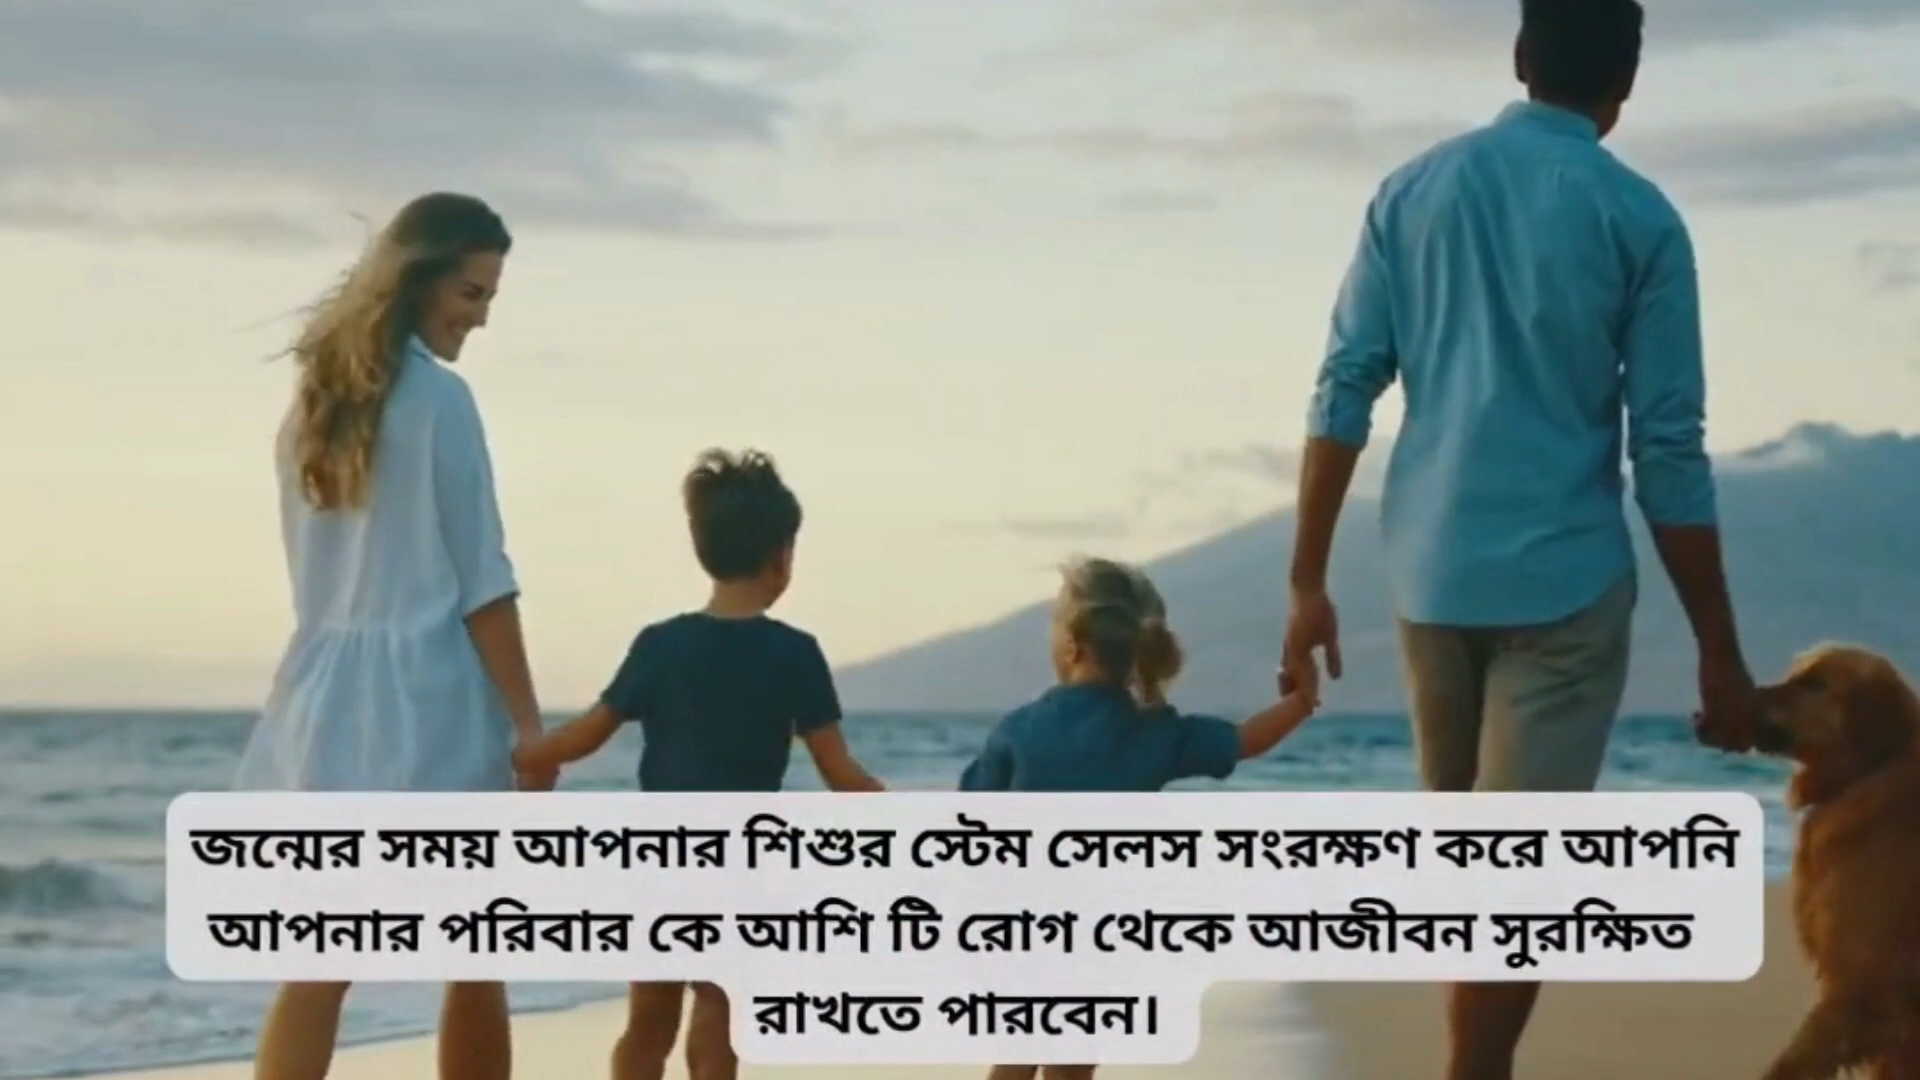 জন্মের সময় আপনার শিশুর স্টেম সেলস সংরক্ষণ করে আপনি
আপনার পরিবার কে আশি টি রোগ থেকে আজীবন সুরক্ষিত
রাখতে পারবেন।